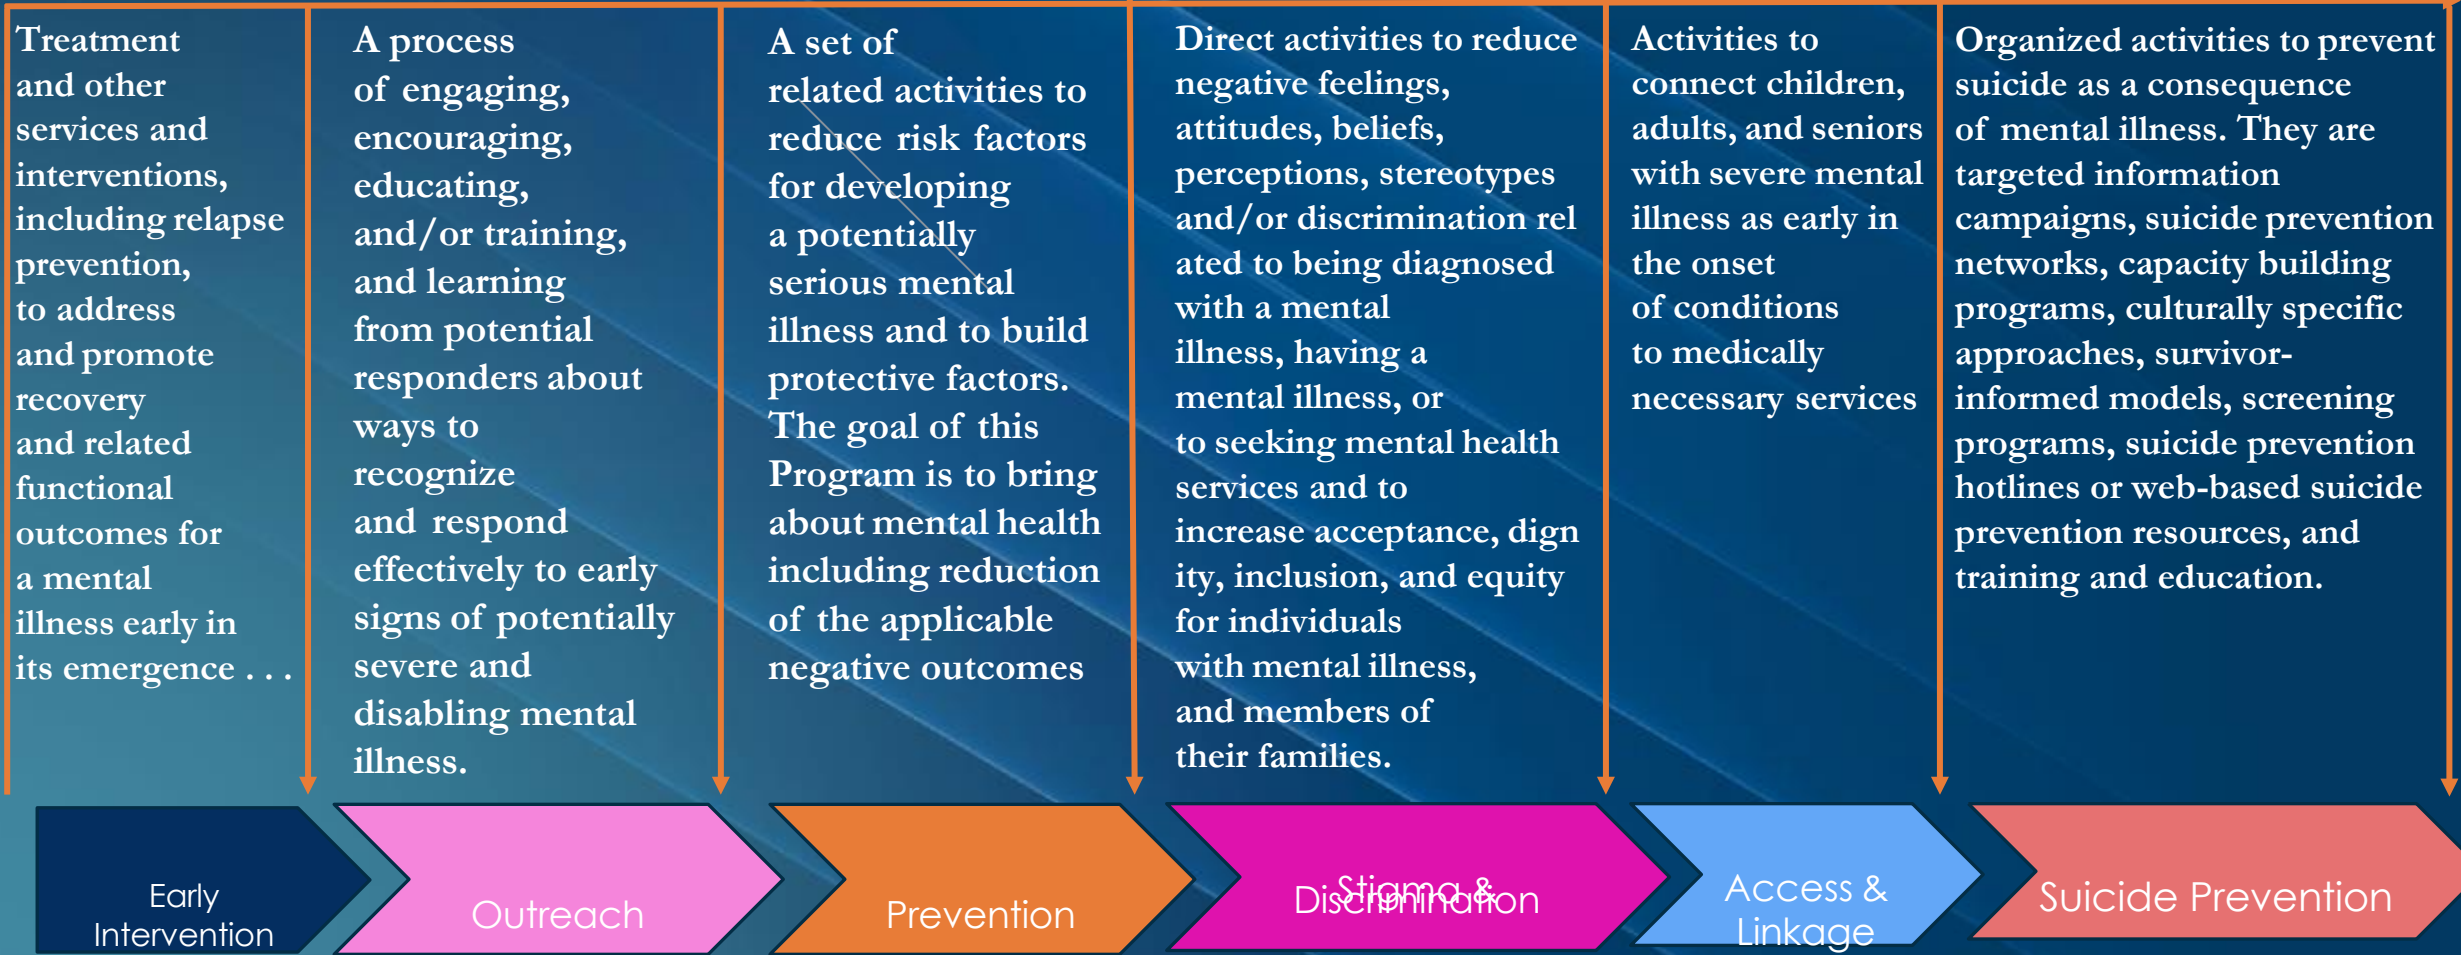 Treatment
and other
services and
interventions,
including relapse
prevention,
to address
and promote
recovery
and related
functional
outcomes for
a mental
illness early in
its emergence . . .
A process
of engaging,
encouraging,
educating,
and/or training,
and learning
from potential
responders about
ways to
recognize
and respond
effectively to early
signs of potentially
severe and
disabling mental
illness.
A set of
related activities to
reduce risk factors
for developing
a potentially
serious mental
illness and to build
protective factors.
The goal of this
Program is to bring
about mental health
including reduction
of the applicable
negative outcomes
Direct activities to reduce
negative feelings,
attitudes, beliefs,
perceptions, stereotypes
and/or discrimination rel
ated to being diagnosed
with a mental
illness, having a
mental illness, or
to seeking mental health
services and to
increase acceptance, dign
ity, inclusion, and equity
for individuals
with mental illness,
and members of
their families.
Activities to
connect children,
adults, and seniors
with severe mental
illness as early in
the onset
of conditions
to medically
necessary services
Organized activities to prevent
suicide as a consequence
of mental illness. They are
targeted information
campaigns, suicide prevention
networks, capacity building
programs, culturally specific
approaches, survivor-
informed models, screening
programs, suicide prevention
hotlines or web-based suicide
prevention resources, and
training and education.
Early
Intervention
Outreach
Prevention
Stigma &
Discrimination
Access &
Linkage
Suicide Prevention